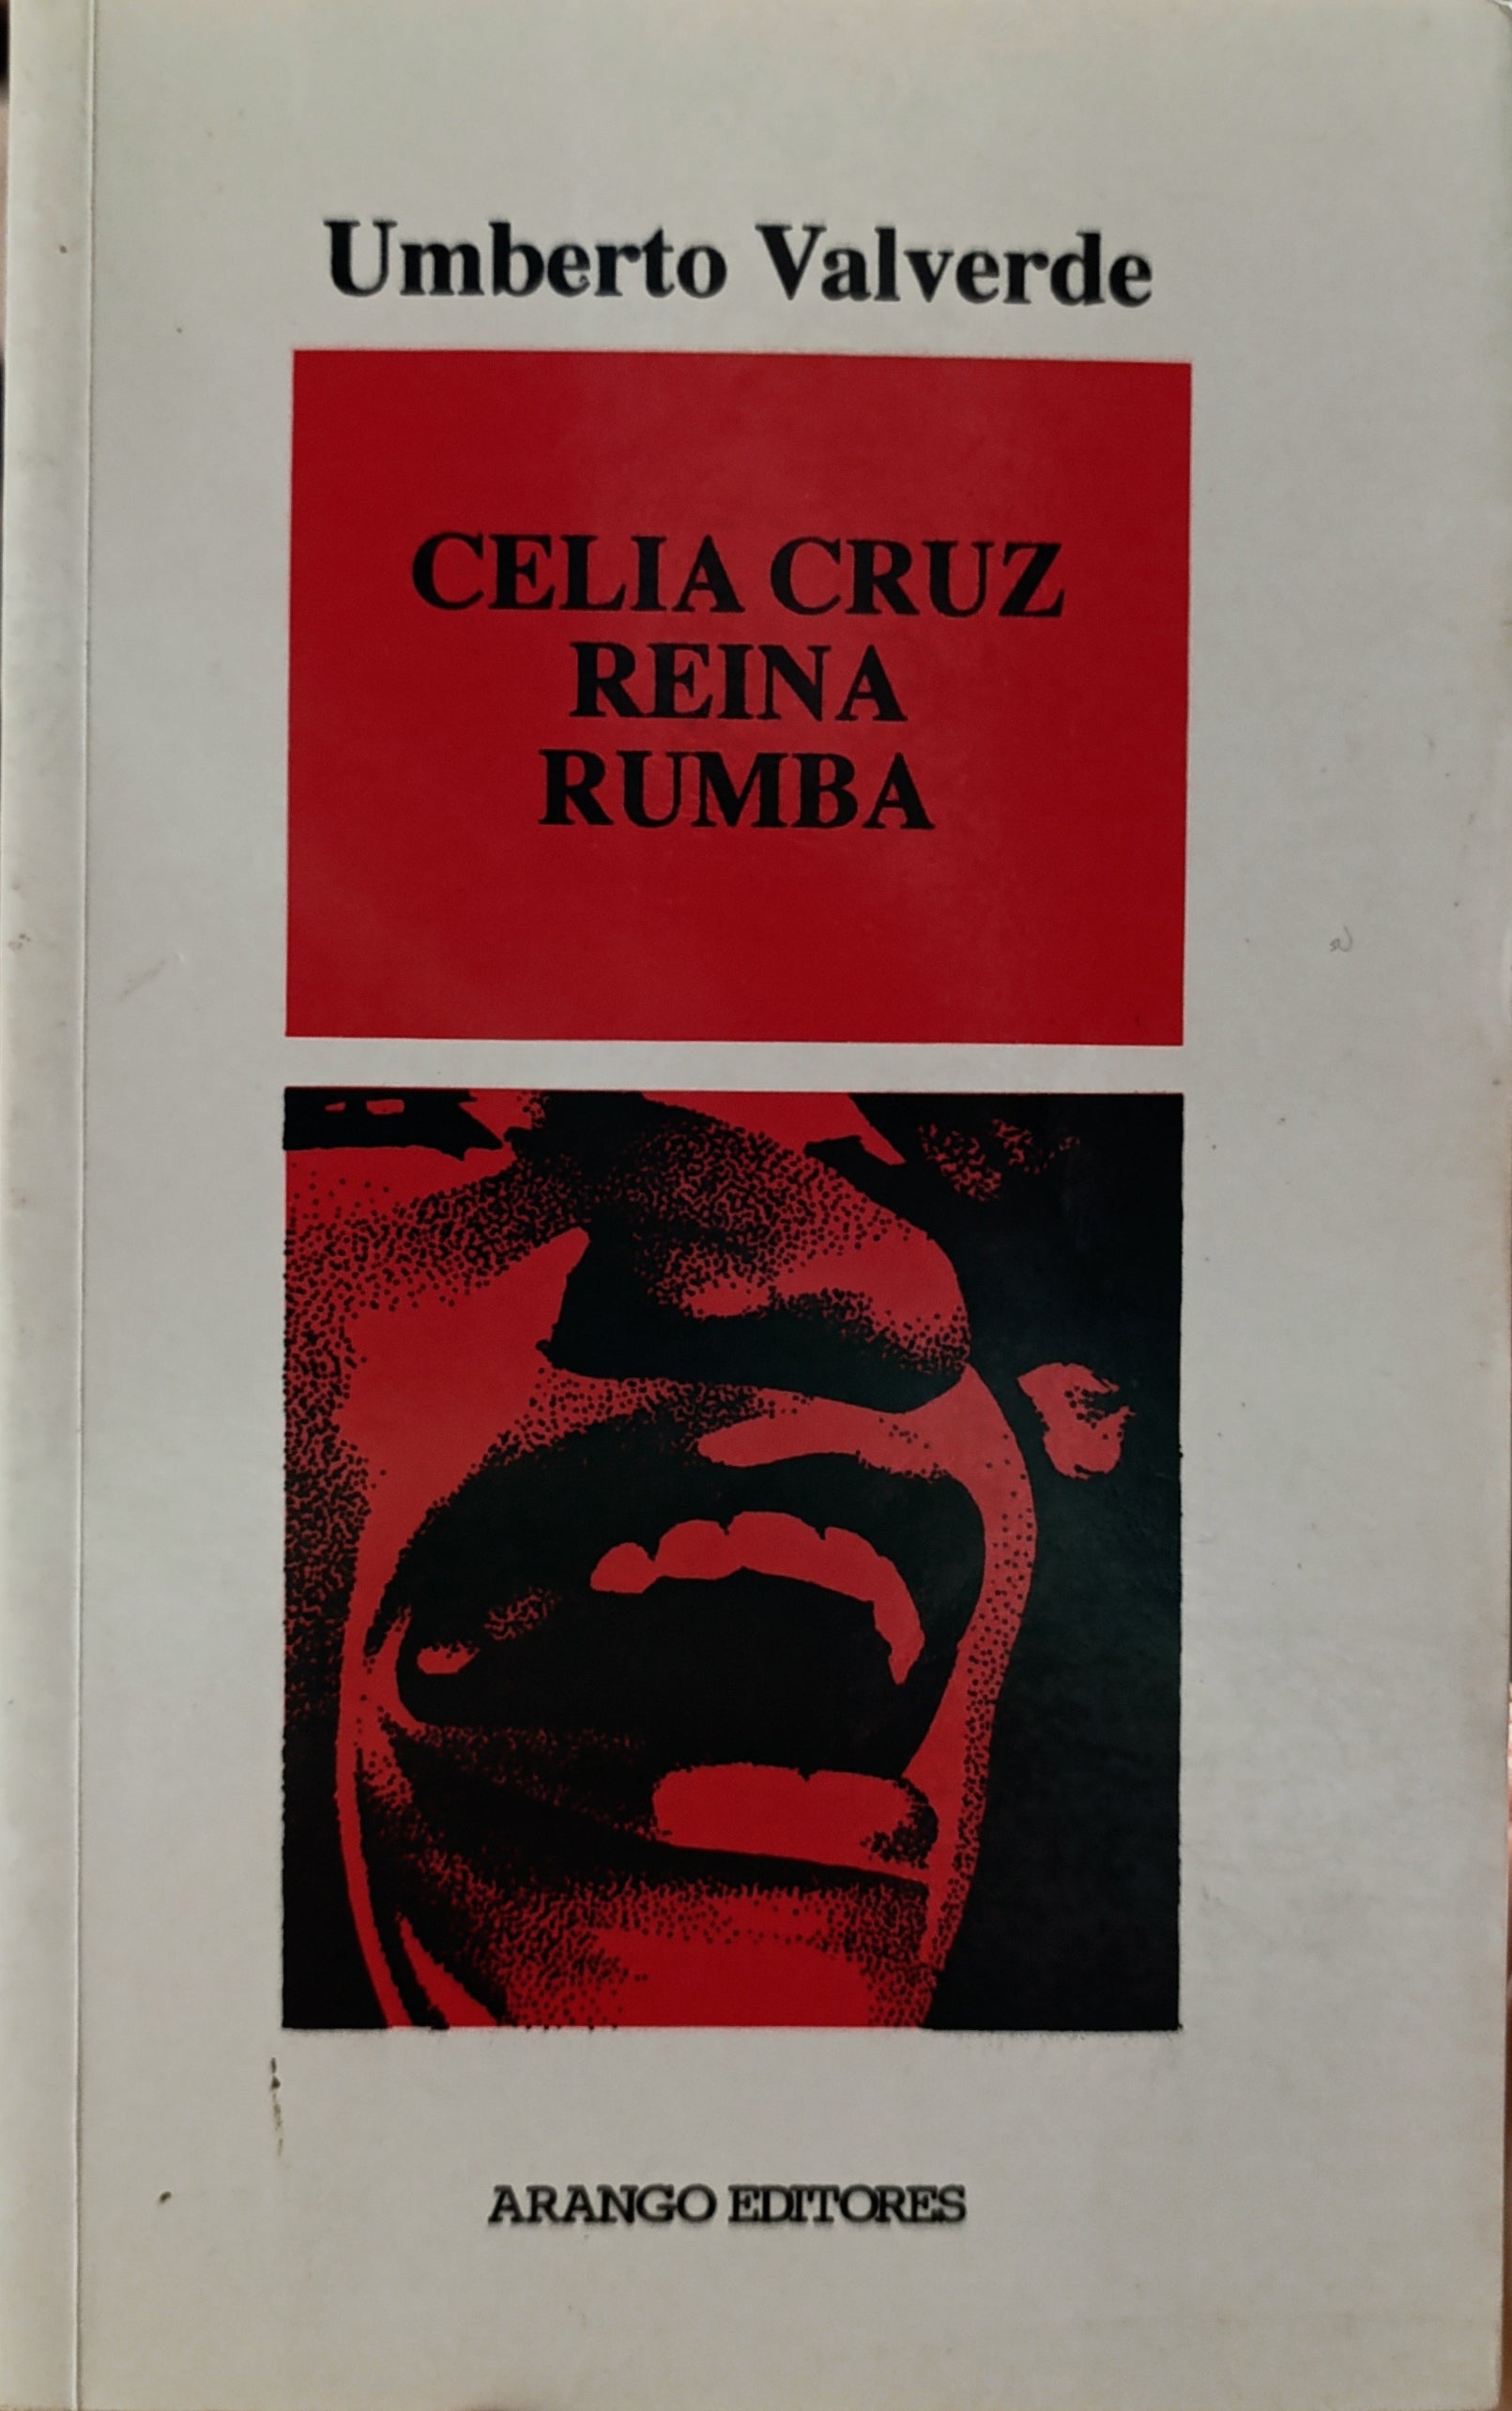 Umberto Valverde
CELIA CRUZ
REINA
RUMBA
ARANGO EDITORES